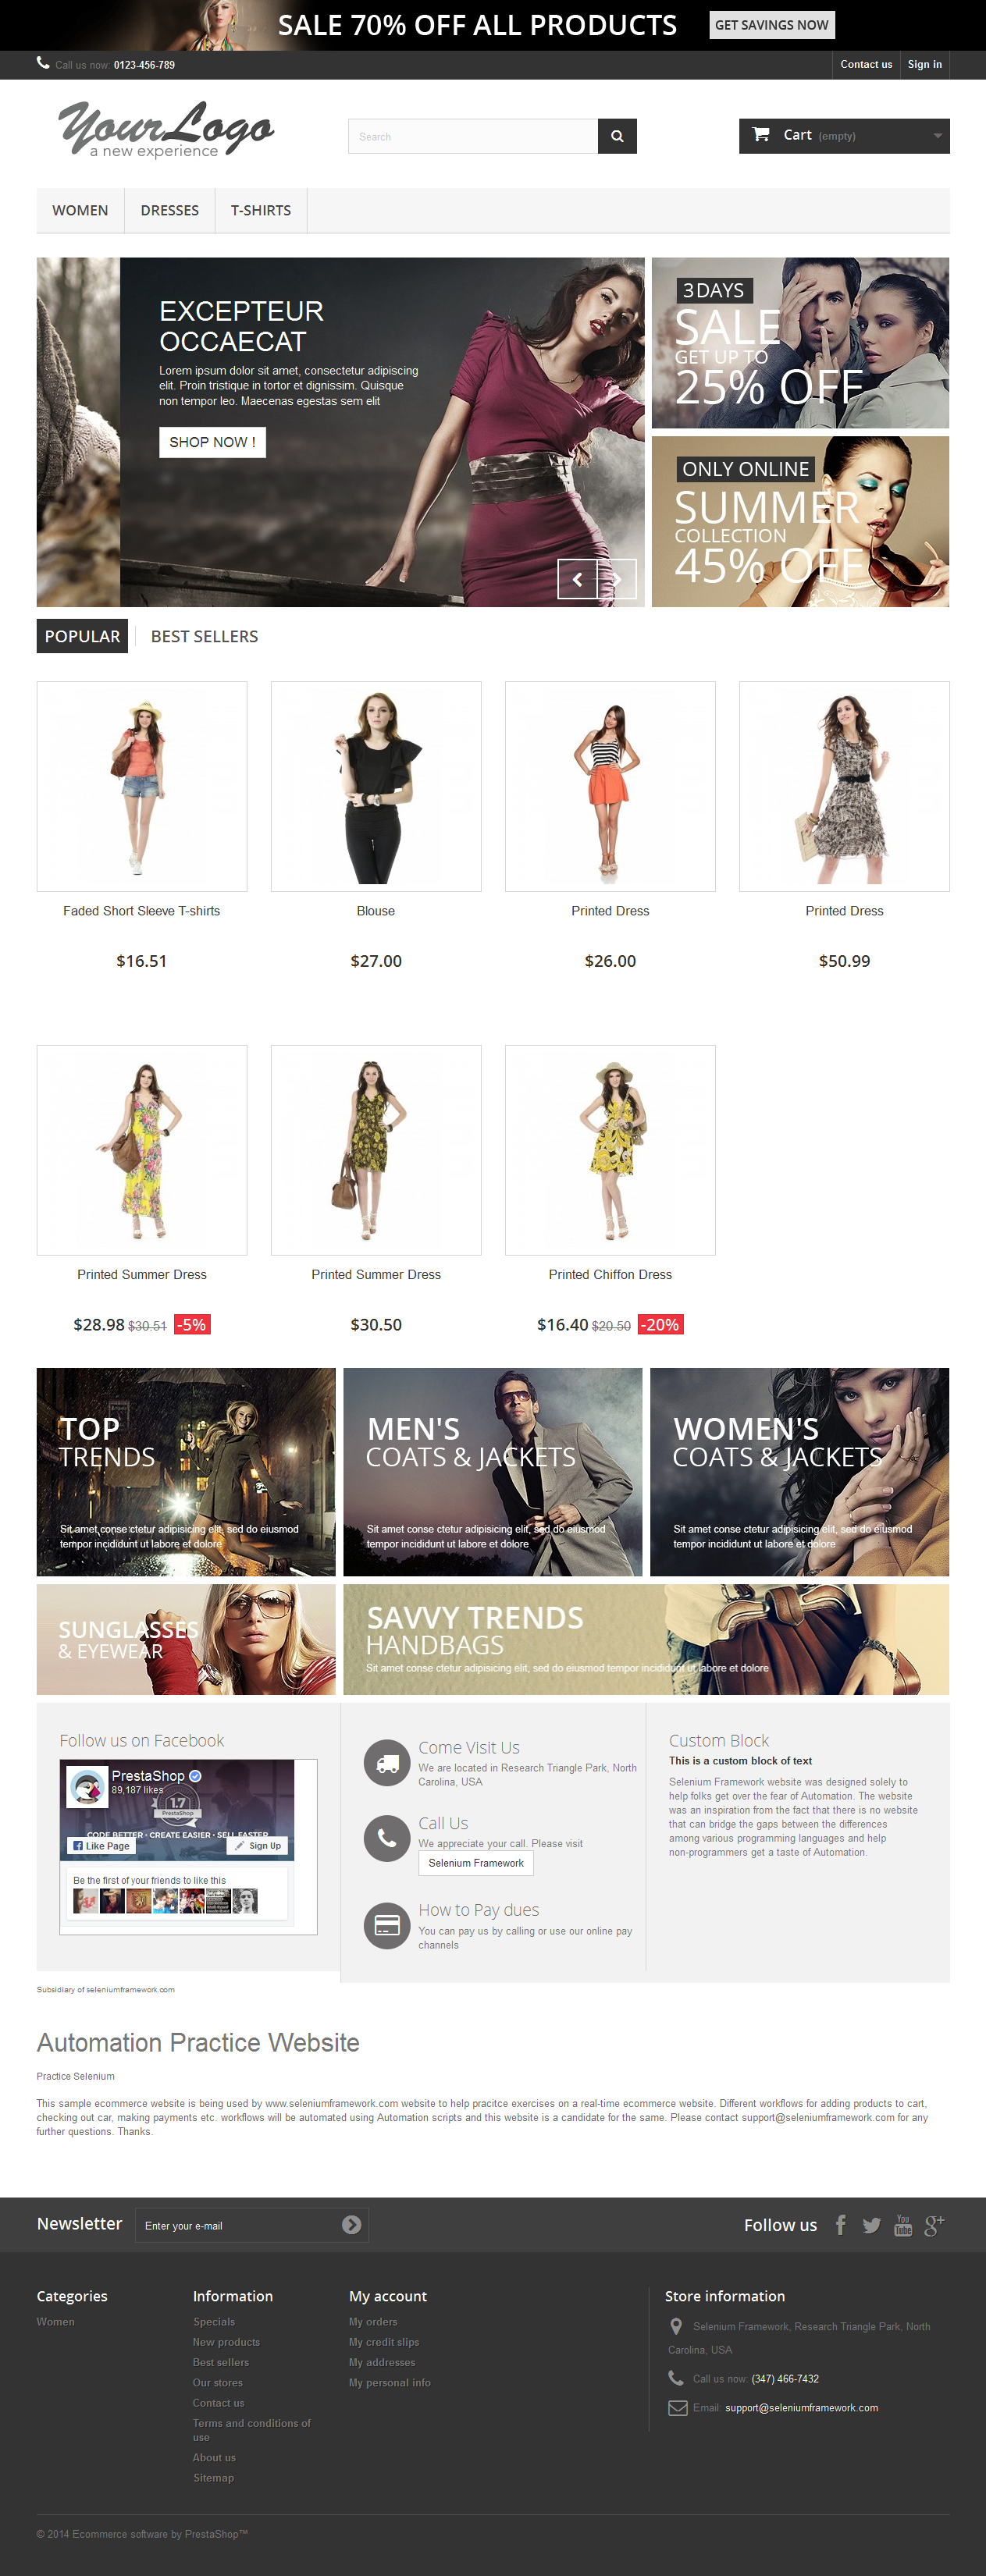 SALE 70% OFF ALL PRODUCTS
GET SAVINGS NOW
Call us now: 0123-456-789
Contact us
Sign in
YourLogo
a new experience
Search
Cart (empty)
WOMEN
DRESSES
T-SHIRTS
EXCEPTEUR
OCCAECAT
Lorem ipsum dolor sit amet, consectetur adipiscing
elit. Proin tristique in tortor et dignissim. Quisque
non tempor leo. Maecenas egestas sem elit
SHOP NOW !
3 DAYS
SALE
GET UP TO
25% OFF
ONLY ONLINE
SUMMER
COLLECTION
45% OFF
POPULAR
BEST SELLERS
Faded Short Sleeve T-shirts
$16.51
Blouse
$27.00
Printed Dress
$26.00
Printed Dress
$50.99
Printed Summer Dress
$28.98 $30.51 -5%
Printed Summer Dress
$30.50
Printed Chiffon Dress
$16.40 $20.50 -20%
TOP
TRENDS
Sit amet conse ctetur adipisicing elit, sed do eiusmod
tempor incididunt ut labore et dolore
MEN'S
COATS & JACKETS
Sit amet conse ctetur adipisicing elit, sed do eiusmod
tempor incididunt ut labore et dolore
WOMEN'S
COATS & JACKETS
Sit amet conse ctetur adipisicing elit, sed do eiusmod
tempor incididunt ut labore et dolore
SUNGLASSES
& EYEWEAR
SAVVY TRENDS
HANDBAGS
Sit amet conse ctetur adipisicing elit, sed do eiusmod tempor incididunt ut labore et dolore
Follow us on Facebook
PrestaShop
89,187 likes
1.7
PrestaShop
CODE BETTER • CREATE EASIER • SELL FASTER
Like Page
Sign Up
Be the first of your friends to like this
Come Visit Us
We are located in Research Triangle Park, North
Carolina, USA
Call Us
We appreciate your call. Please visit
Selenium Framework
How to Pay dues
You can pay us by calling or use our online pay
channels
Custom Block
This is a custom block of text
Selenium Framework website was designed solely to
help folks get over the fear of Automation. The website
was an inspiration from the fact that there is no website
that can bridge the gaps between the differences
among various programming languages and help
non-programmers get a taste of Automation.
Subsidiary of seleniumframework.com
Automation Practice Website
Practice Selenium
This sample ecommerce website is being used by www.seleniumframework.com website to help pracitce exercises on a real-time ecommerce website. Different workflows for adding products to cart,
checking out car, making payments etc. workflows will be automated using Automation scripts and this website is a candidate for the same. Please contact support@seleniumframework.com for any
further questions. Thanks.
Newsletter
Enter your e-mail
Follow us
You
Tube
g+
Categories
Women
Information
Specials
New products
Best sellers
Our stores
Contact us
Terms and conditions of
use
About us
Sitemap
My account
My orders
My credit slips
My addresses
My personal info
Store information
Selenium Framework, Research Triangle Park, North
Carolina, USA
Call us now: (347) 466-7432
Email: support@seleniumframework.com
© 2014 Ecommerce software by PrestaShop™